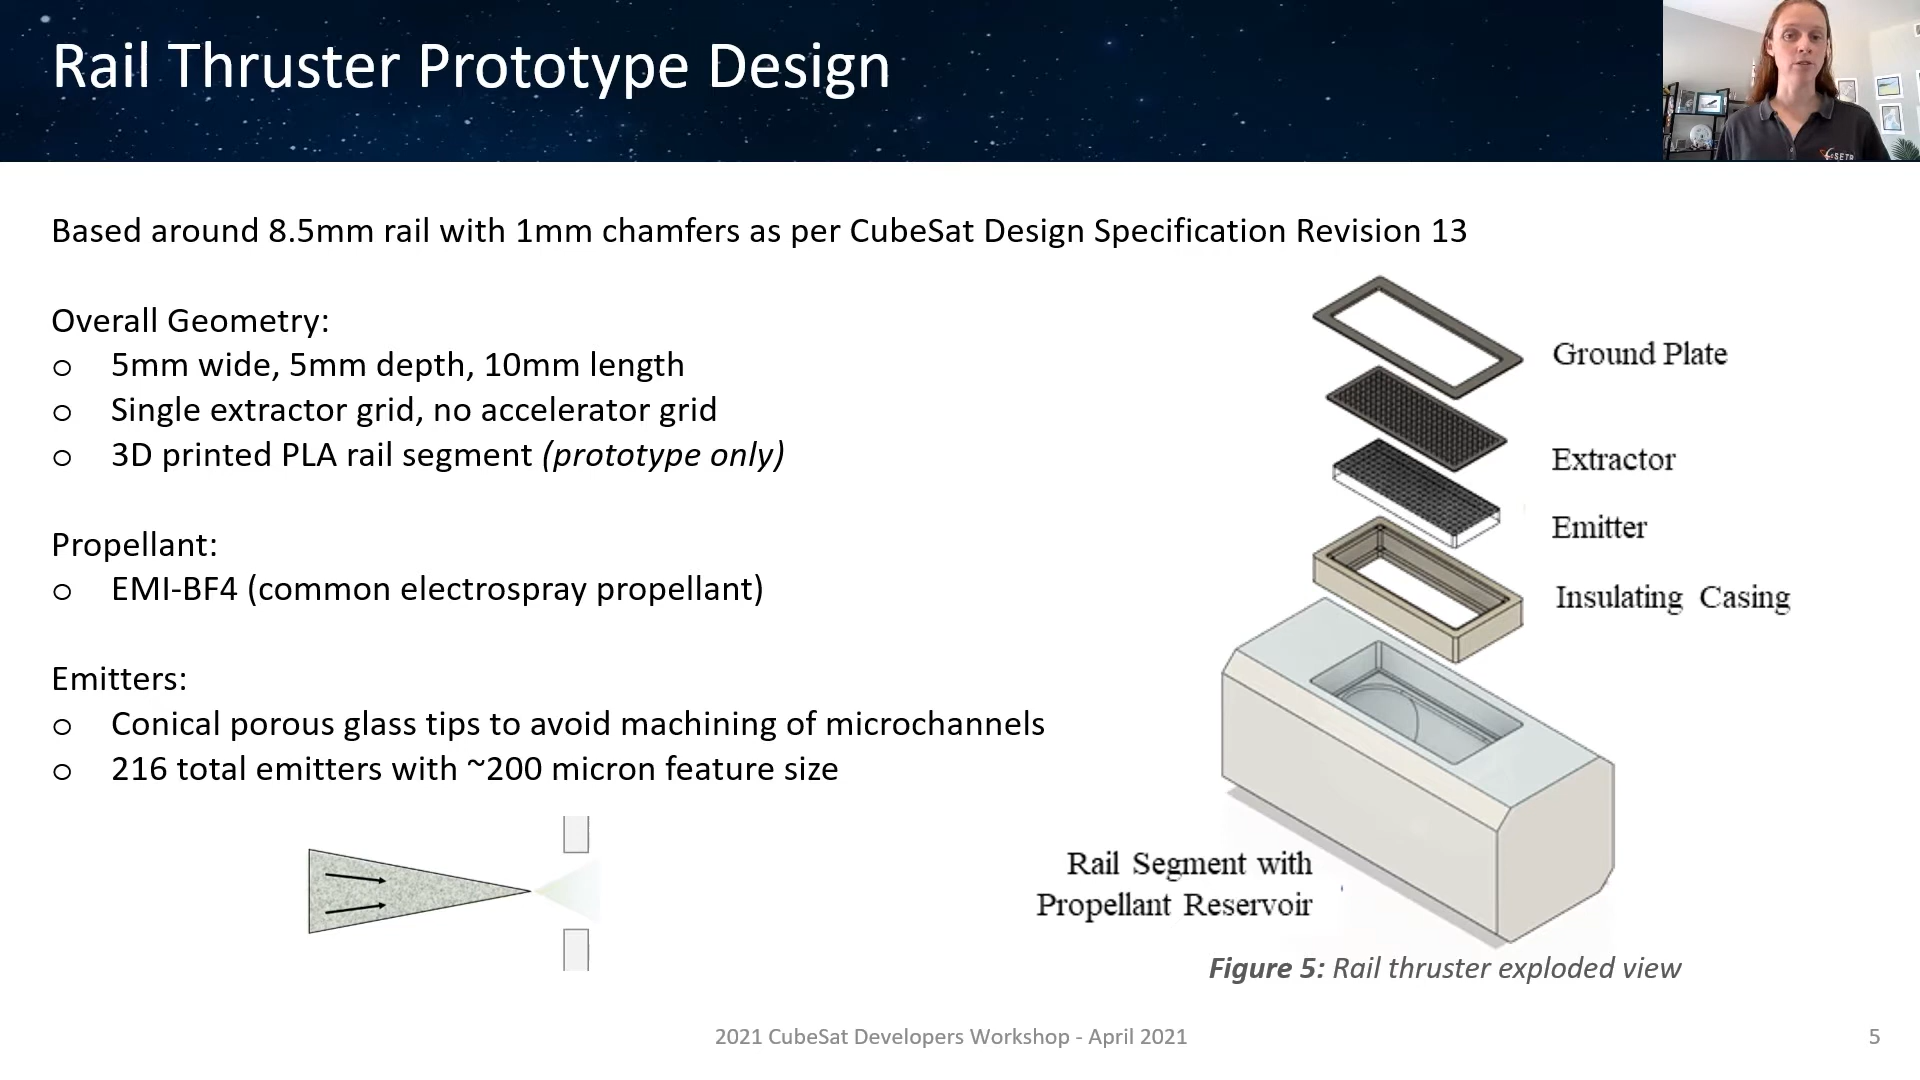 Rail Thruster Prototype Design
SETR
Based around 8.5mm rail with 1mm chamfers as per CubeSat Design Specification Revision 13
Overall Geometry:
o 5mm wide, 5mm depth, 10mm length
o Single extractor grid, no accelerator grid
o 3D printed PLA rail segment (prototype only)
Propellant:
o EMI-BF4 (common electrospray propellant)
Emitters:
o Conical porous glass tips to avoid machining of microchannels
o 216 total emitters with ~200 micron feature size
Ground Plate
Extractor
Emitter
Insulating Casing
Rail Segment with
Propellant Reservoir
Figure 5: Rail thruster exploded view
2021 CubeSat Developers Workshop - April 2021
5